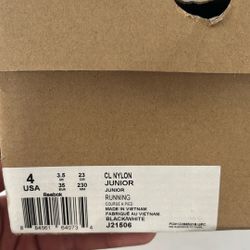 4
USA
3.5
UK
23
CM
35
EUR
230
MM
Reebok
CL NYLON
JUNIOR
JUNIOR
RUNNING
COURSE A PIED
MADE IN VIETNAM
FABRIQUÉ AU VIETNAM
BLACK/WHITE
J21506